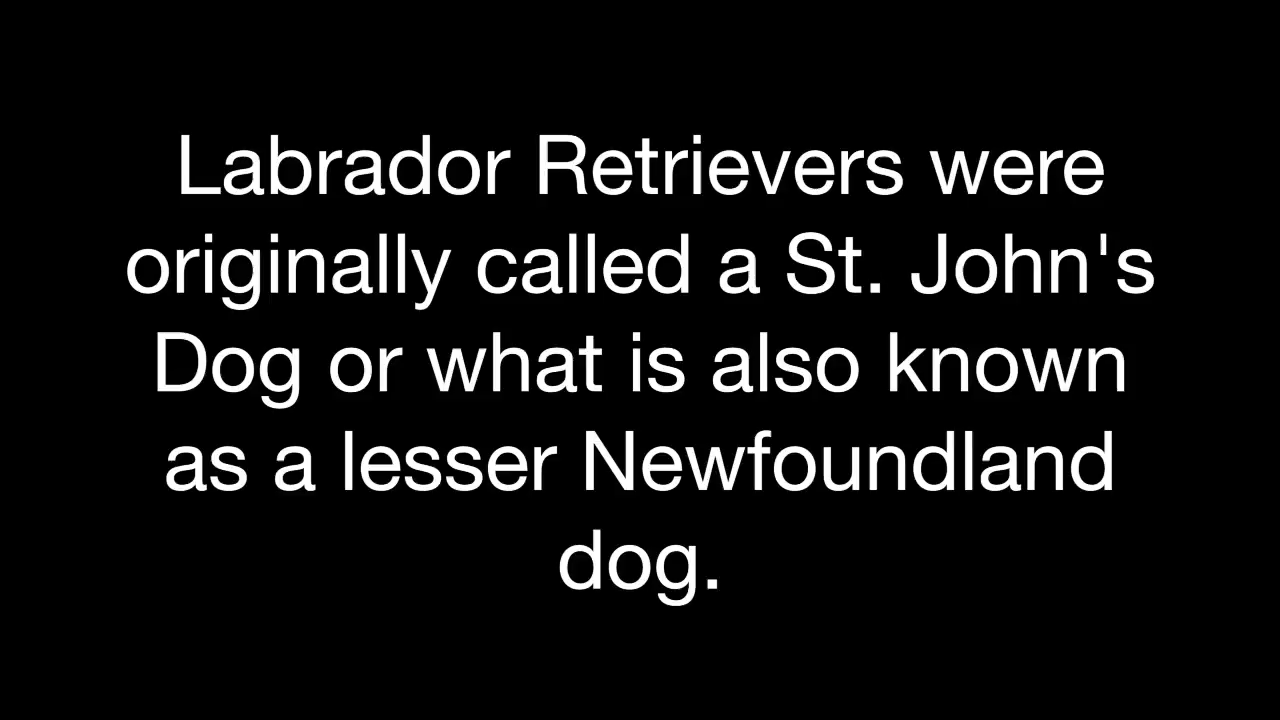 Labrador Retrievers were
originally called a St. John's
Dog or what is also known
as a lesser Newfoundland
dog.